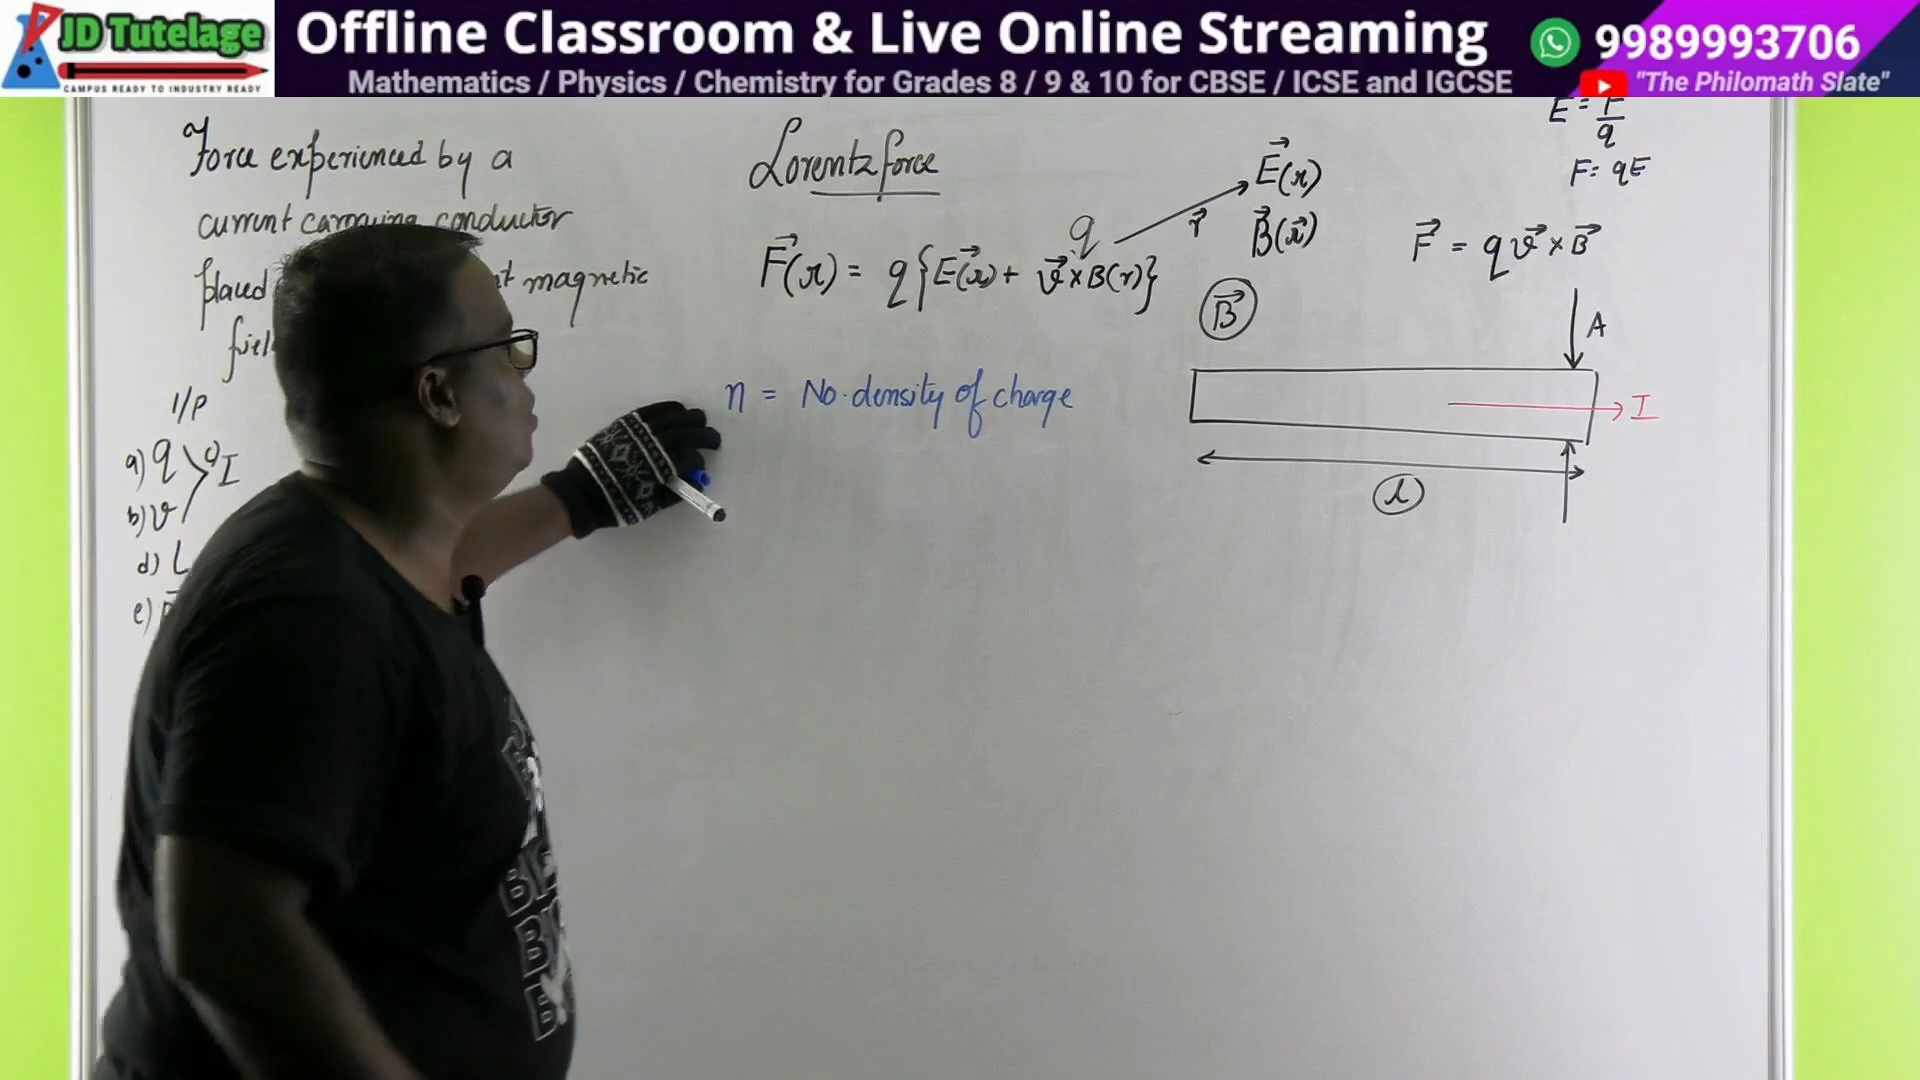 JD Tutelage
CAMPUS READY TO INDUSTRY READY
Offline Classroom & Live Online Streaming
Mathematics / Physics / Chemistry for Grades 8 / 9 & 10 for CBSE / ICSE and IGCSE
9989993706
"The Philomath Slate"
Force experienced by a
current carrying conductor
placed magnetic
I/P
a) q
c) I
b) v
d) L
e)
Lorentz force
F⃗(r) = q{E⃗(r) + v⃗ × B(r)}
q
r⃗
E⃗(r)
B⃗(r⃗)
E = F/q
F = qE
F⃗ = q v⃗ × B⃗
B⃗
A
n = No. density of charge
I
l
BB
BBB
B